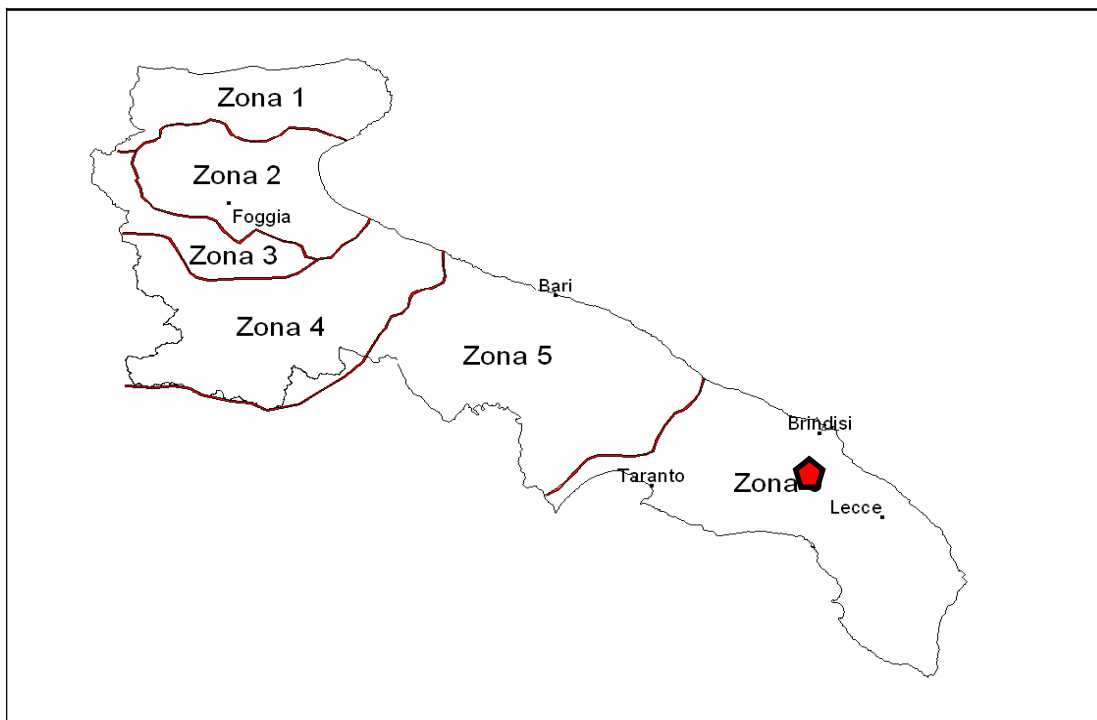 Zona 1
Zona 2
Foggia
Zona 3
Bari
Zona 4
Zona 5
Brindisi
Taranto
Zona
Lecce